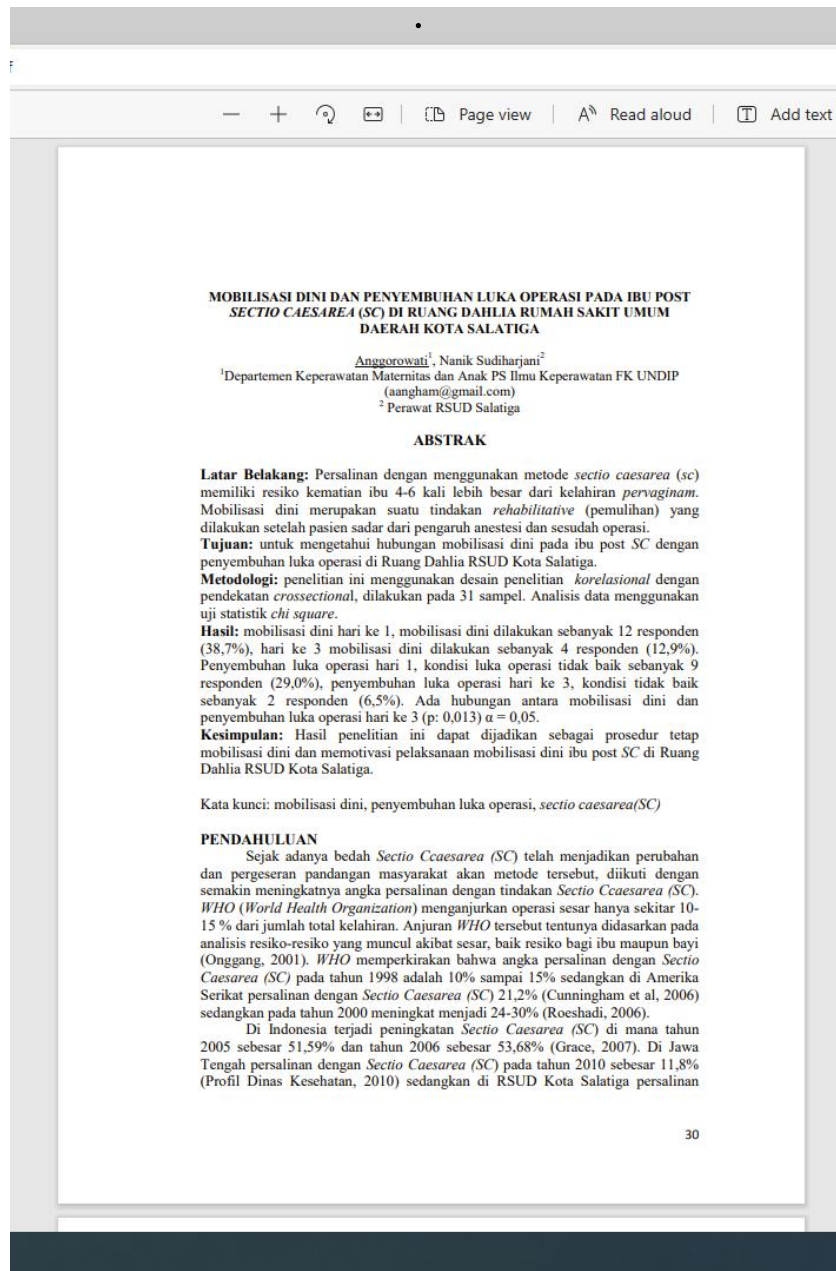 f
Page view
Read aloud
Add text
MOBILISASI DINI DAN PENYEMBUHAN LUKA OPERASI PADA IBU POST
SECTIO CAESAREA (SC) DI RUANG DAHLIA RUMAH SAKIT UMUM
DAERAH KOTA SALATIGA
Anggorowati1, Nanik Sudiharjani2
1Departemen Keperawatan Maternitas dan Anak PS Ilmu Keperawatan FK UNDIP
(aangham@gmail.com)
2 Perawat RSUD Salatiga
ABSTRAK
Latar Belakang: Persalinan dengan menggunakan metode sectio caesarea (sc)
memiliki resiko kematian ibu 4-6 kali lebih besar dari kelahiran pervaginam.
Mobilisasi dini merupakan suatu tindakan rehabilitative (pemulihan) yang
dilakukan setelah pasien sadar dari pengaruh anestesi dan sesudah operasi.
Tujuan: untuk mengetahui hubungan mobilisasi dini pada ibu post SC dengan
penyembuhan luka operasi di Ruang Dahlia RSUD Kota Salatiga.
Metodologi: penelitian ini menggunakan desain penelitian korelasional dengan
pendekatan crossectional, dilakukan pada 31 sampel. Analisis data menggunakan
uji statistik chi square.
Hasil: mobilisasi dini hari ke 1, mobilisasi dini dilakukan sebanyak 12 responden
(38,7%), hari ke 3 mobilisasi dini dilakukan sebanyak 4 responden (12,9%).
Penyembuhan luka operasi hari 1, kondisi luka operasi tidak baik sebanyak 9
responden (29,0%), penyembuhan luka operasi hari ke 3, kondisi tidak baik
sebanyak 2 responden (6,5%). Ada hubungan antara mobilisasi dini dan
penyembuhan luka operasi hari ke 3 (p: 0,013) α = 0,05.
Kesimpulan: Hasil penelitian ini dapat dijadikan sebagai prosedur tetap
mobilisasi dini dan memotivasi pelaksanaan mobilisasi dini ibu post SC di Ruang
Dahlia RSUD Kota Salatiga.
Kata kunci: mobilisasi dini, penyembuhan luka operasi, sectio caesarea(SC)
PENDAHULUAN
Sejak adanya bedah Sectio Ccaesarea (SC) telah menjadikan perubahan
dan pergeseran pandangan masyarakat akan metode tersebut, diikuti dengan
semakin meningkatnya angka persalinan dengan tindakan Sectio Ccaesarea (SC).
WHO (World Health Organization) menganjurkan operasi sesar hanya sekitar 10-
15 % dari jumlah total kelahiran. Anjuran WHO tersebut tentunya didasarkan pada
analisis resiko-resiko yang muncul akibat sesar, baik resiko bagi ibu maupun bayi
(Onggang, 2001). WHO memperkirakan bahwa angka persalinan dengan Sectio
Caesarea (SC) pada tahun 1998 adalah 10% sampai 15% sedangkan di Amerika
Serikat persalinan dengan Sectio Caesarea (SC) 21,2% (Cunningham et al, 2006)
sedangkan pada tahun 2000 meningkat menjadi 24-30% (Roeshadi, 2006).
Di Indonesia terjadi peningkatan Sectio Caesarea (SC) di mana tahun
2005 sebesar 51,59% dan tahun 2006 sebesar 53,68% (Grace, 2007). Di Jawa
Tengah persalinan dengan Sectio Caesarea (SC) pada tahun 2010 sebesar 11,8%
(Profil Dinas Kesehatan, 2010) sedangkan di RSUD Kota Salatiga persalinan
30